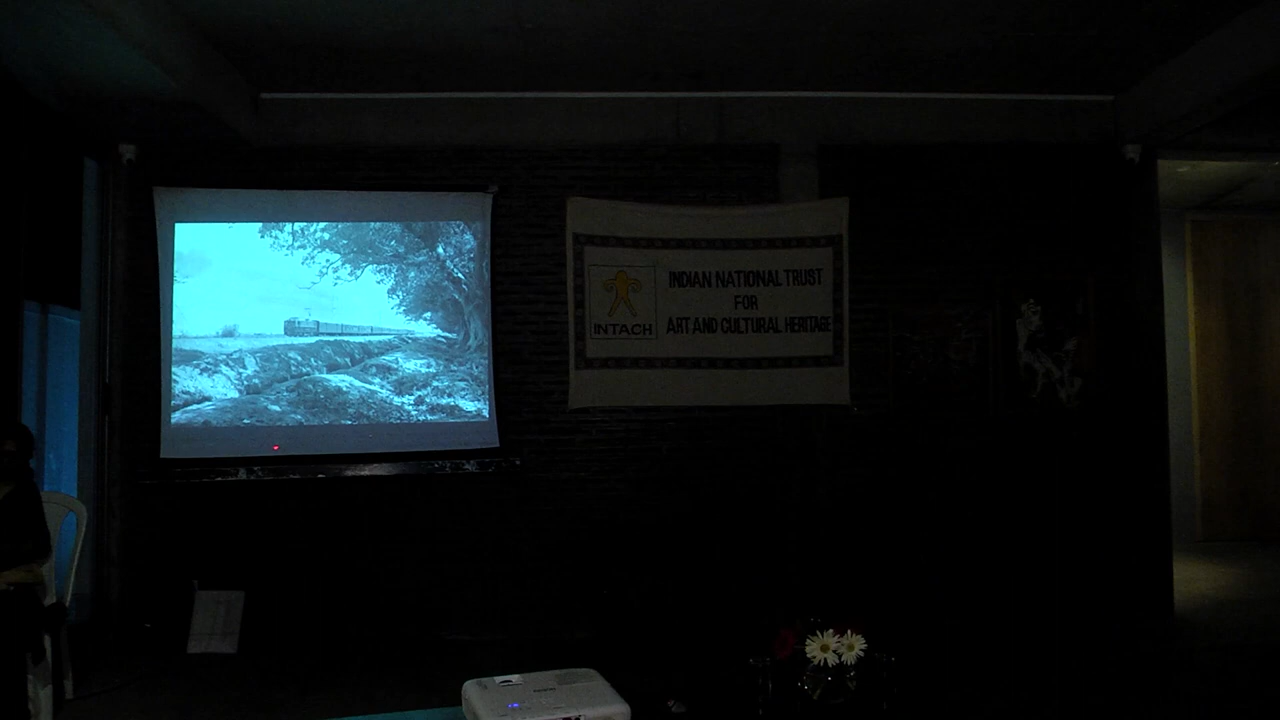 INDIAN NATIONAL TRUST
FOR
ART AND CULTURAL HERITAGE
INTACH